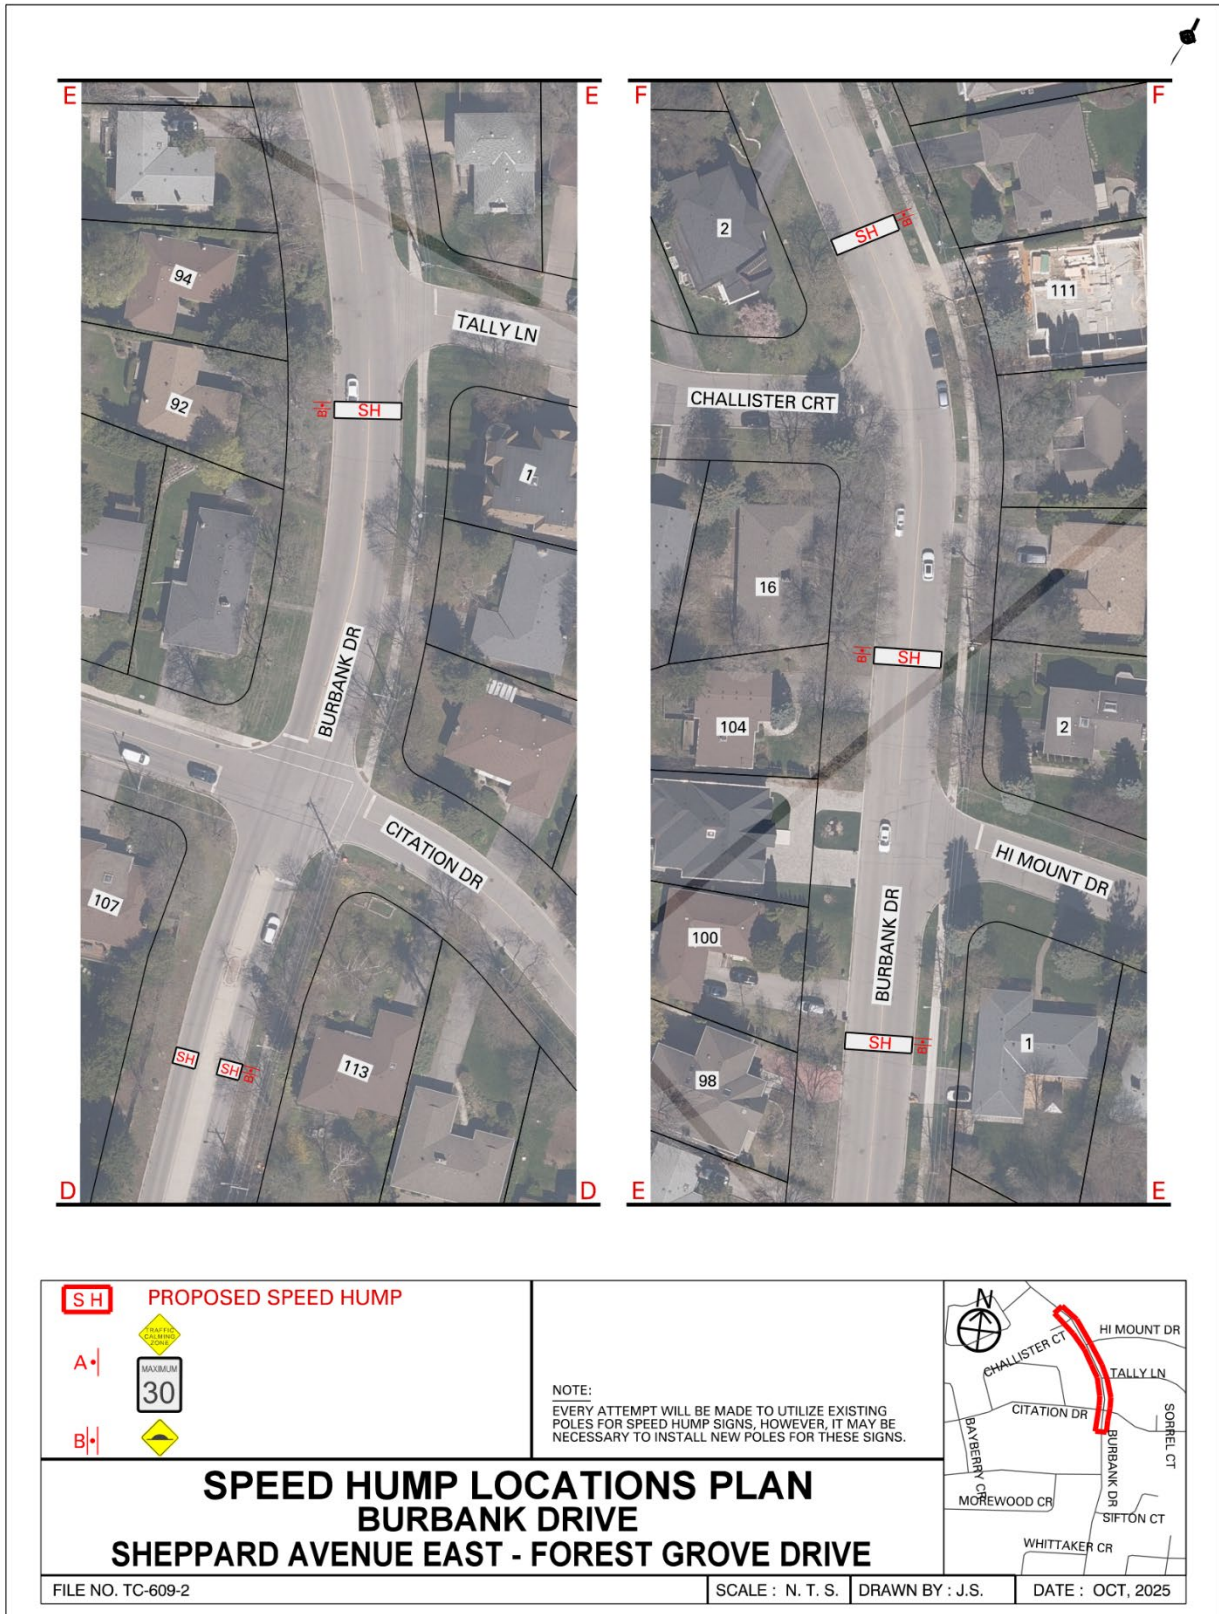 E
E
94
TALLY LN
92
B
SH
1
BURBANK DR
CITATION DR
107
SH
SH
B
113
D
D
F
F
2
SH
B
111
CHALLISTER CRT
16
B
SH
104
2
HI MOUNT DR
100
BURBANK DR
SH
B
1
98
E
E
SH
PROPOSED SPEED HUMP
A
TRAFFIC
CALMING
ZONE
MAXIMUM
30
B
NOTE:
EVERY ATTEMPT WILL BE MADE TO UTILIZE EXISTING
POLES FOR SPEED HUMP SIGNS, HOWEVER, IT MAY BE
NECESSARY TO INSTALL NEW POLES FOR THESE SIGNS.
N
HI MOUNT DR
CHALLISTER CT
TALLY LN
CITATION DR
SORREL CT
BAYBERRY CR
BURBANK DR
MOREWOOD CR
SIFTON CT
WHITTAKER CR
SPEED HUMP LOCATIONS PLAN
BURBANK DRIVE
SHEPPARD AVENUE EAST - FOREST GROVE DRIVE
FILE NO. TC-609-2
SCALE : N. T. S.
DRAWN BY : J.S.
DATE : OCT, 2025